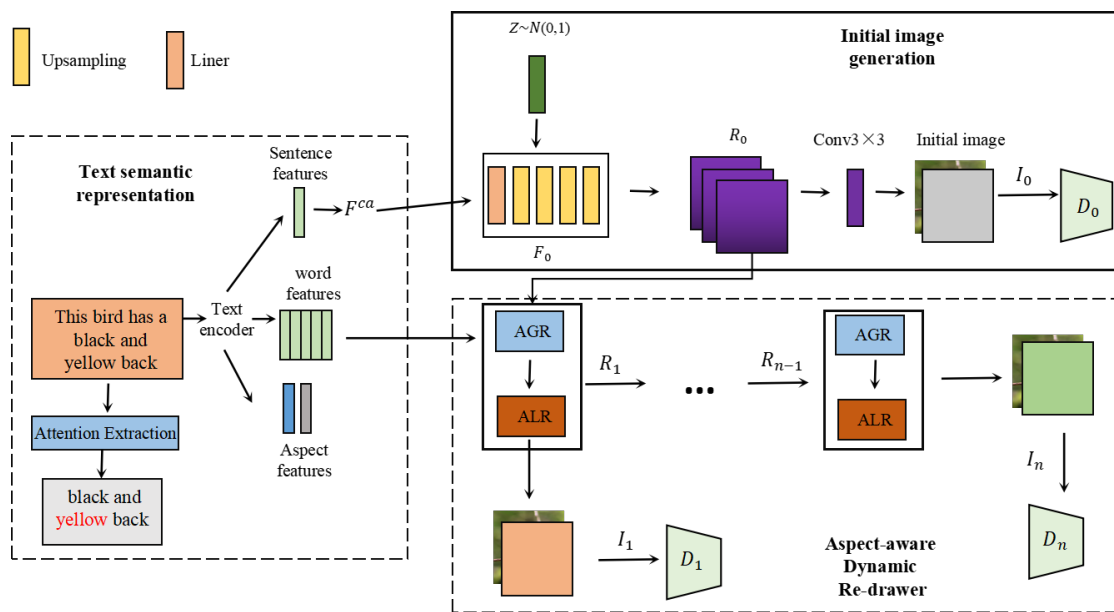 Upsampling
Liner
Text semantic
representation
Sentence
features
F^{ca}
This bird has a
black and
yellow back
Text
encoder
word
features
Attention Extraction
Aspect
features
black and
yellow back
Z~N(0,1)
Initial image
generation
F_0
R_0
Conv3×3
Initial image
I_0
D_0
AGR
ALR
R_1
...
R_{n-1}
AGR
ALR
I_n
D_n
I_1
D_1
Aspect-aware
Dynamic
Re-drawer